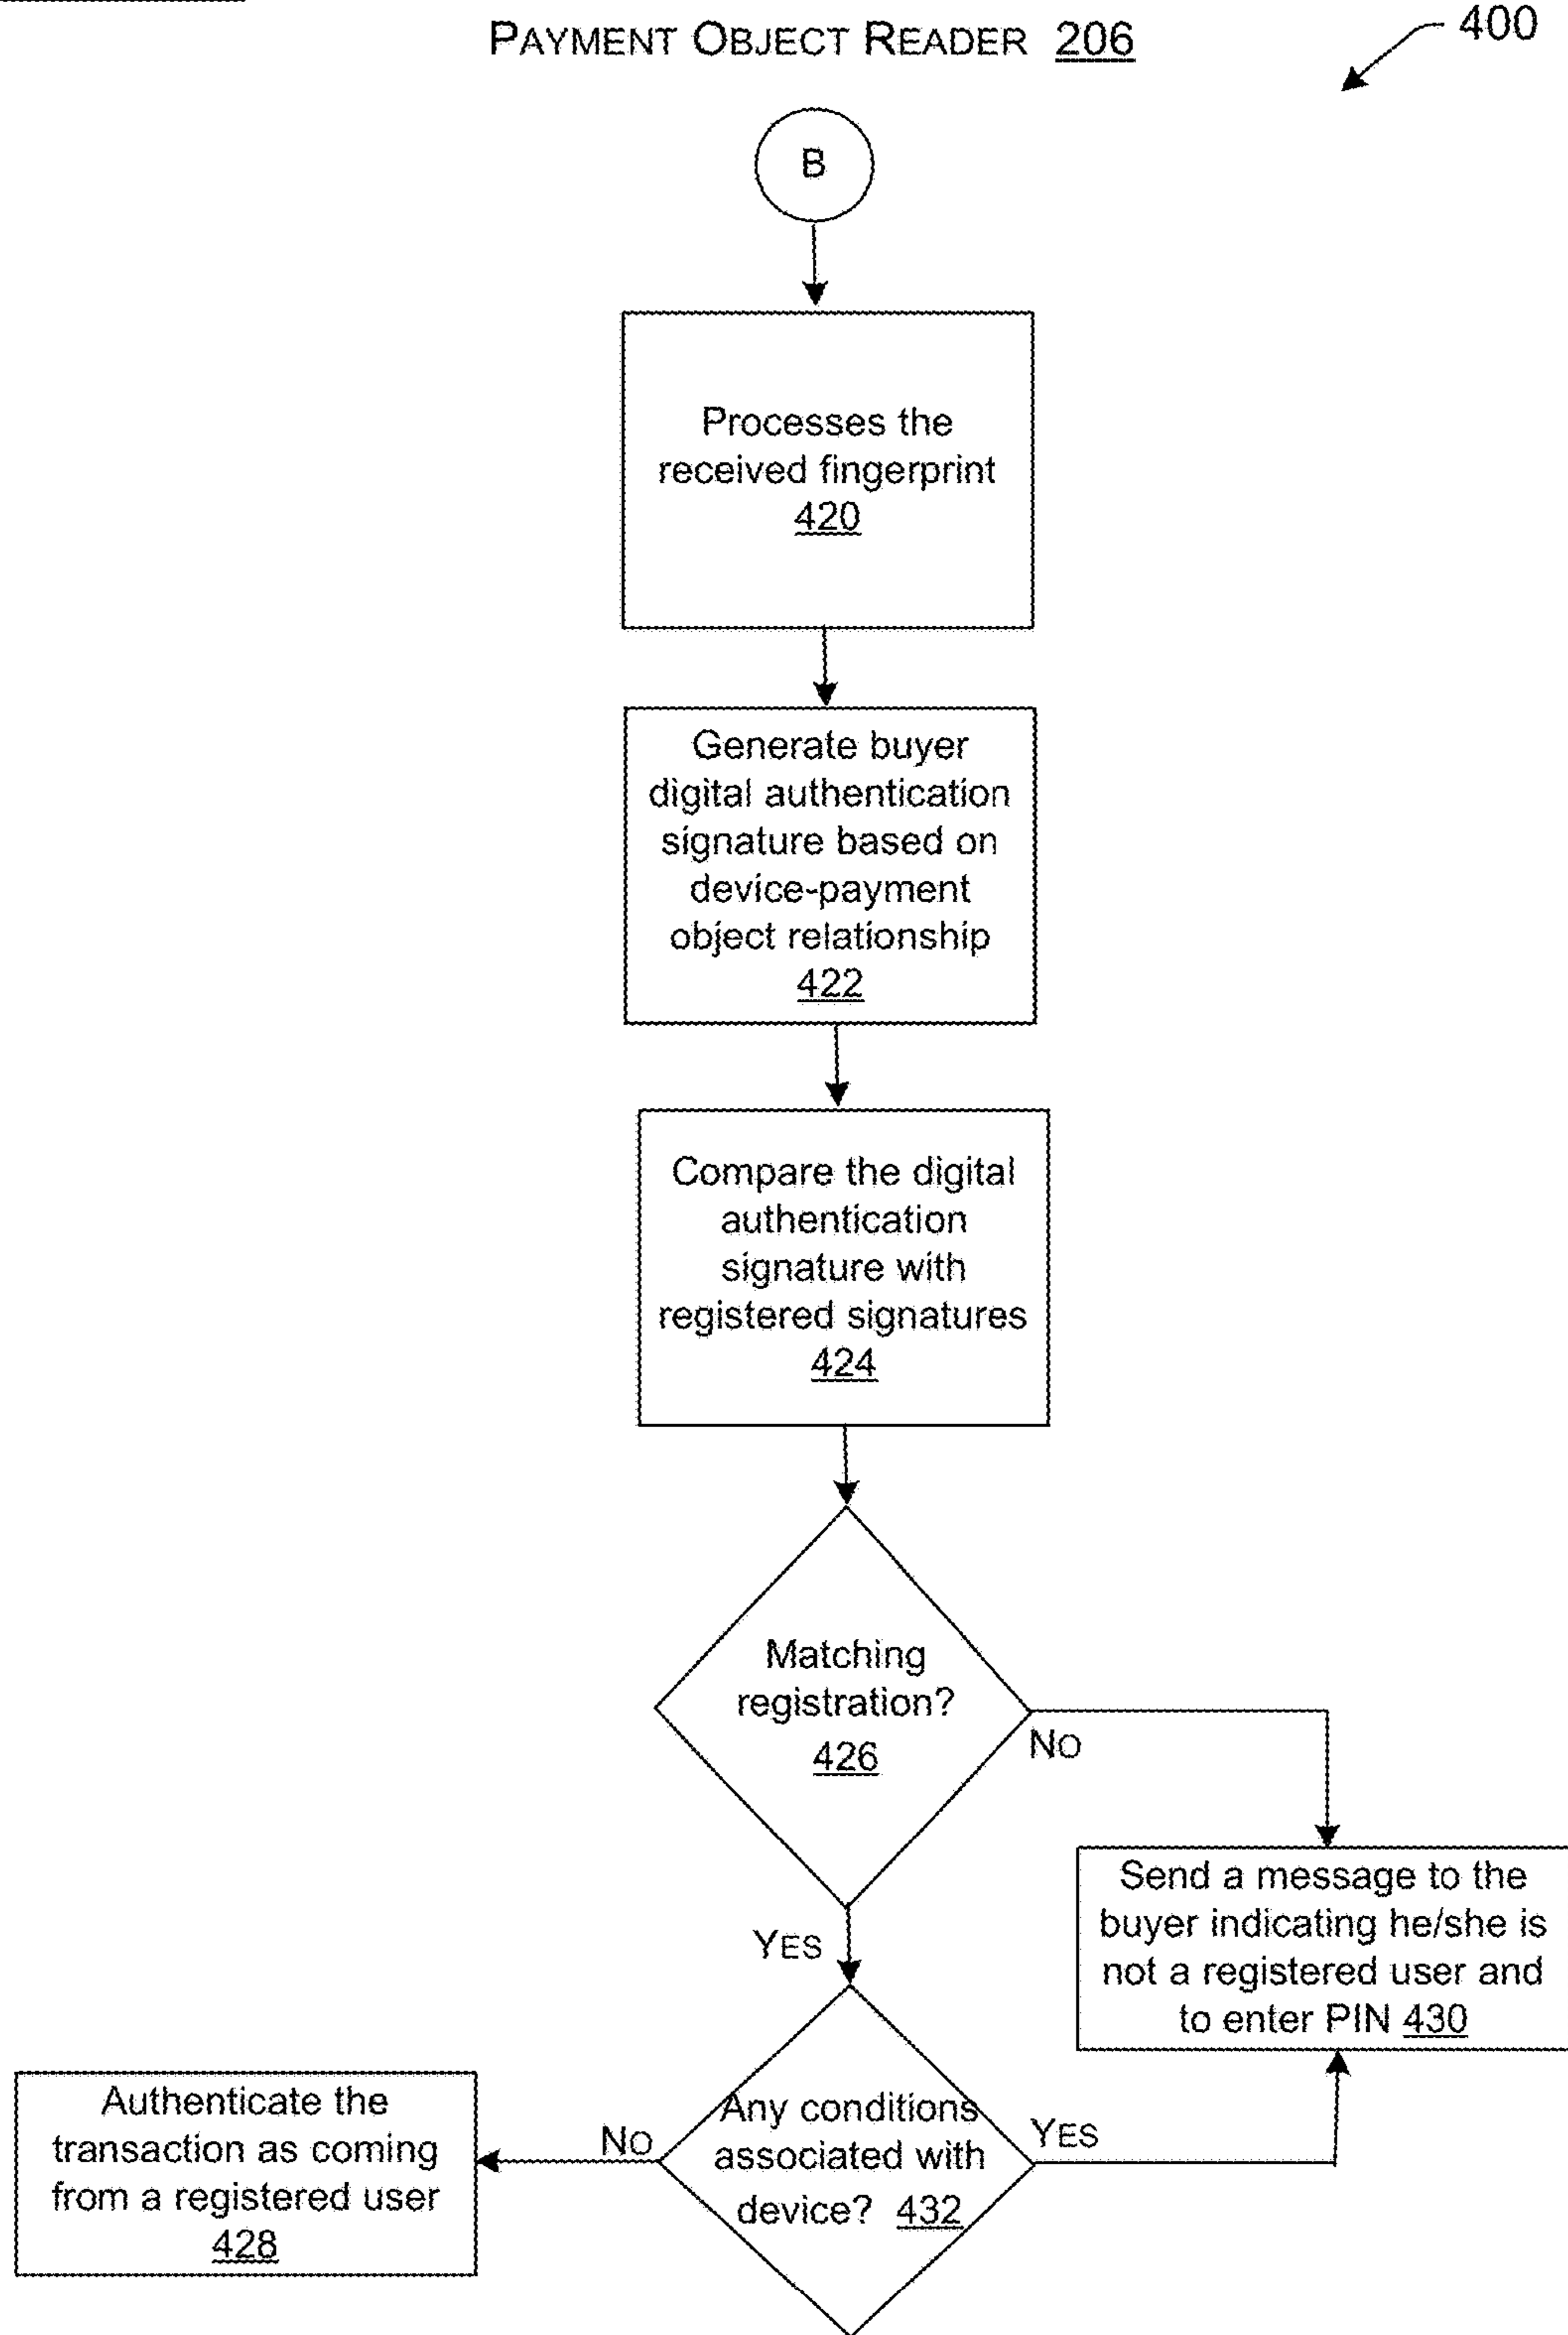 PAYMENT OBJECT READER 206
400
B
Processes the
received fingerprint
420
Generate buyer
digital authentication
signature based on
device-payment
object relationship
422
Compare the digital
authentication
signature with
registered signatures
424
Matching
registration?
426
NO
YES
Send a message to the
buyer indicating he/she is
not a registered user and
to enter PIN 430
Any conditions
associated with
device? 432
YES
NO
Authenticate the
transaction as coming
from a registered user
428